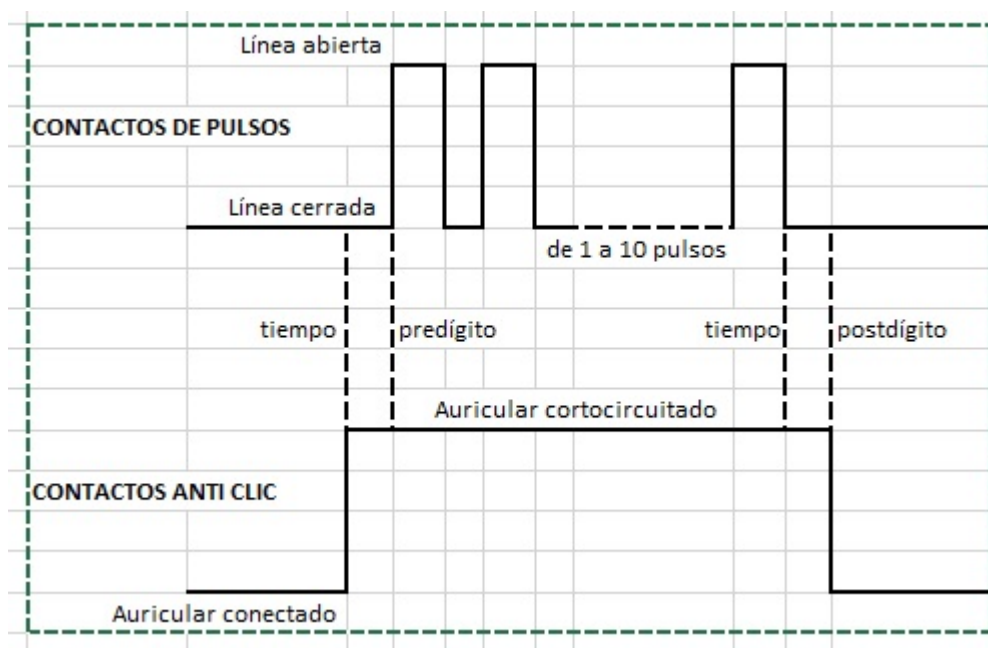 Línea abierta
CONTACTOS DE PULSOS
Línea cerrada
de 1 a 10 pulsos
tiempo predígito tiempo postdígito
Auricular cortocircuitado
CONTACTOS ANTI CLIC
Auricular conectado